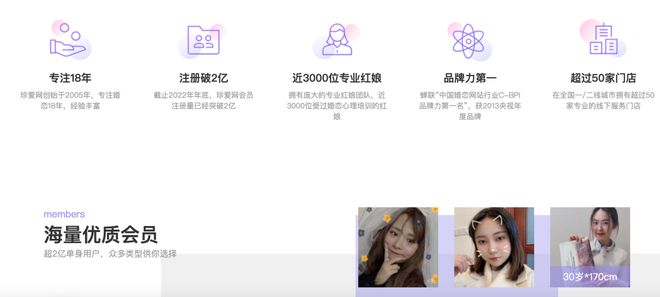 专注18年
珍爱网创始于2005年，专注婚
恋18年，经验丰富
注册破2亿
截止2022年年底，珍爱网会员
注册量已经突破2亿
近3000位专业红娘
拥有庞大的专业红娘团队。近
3000位受过婚恋心理培训的红
娘
品牌力第一
蝉联“中国婚恋网站行业C-BPI
品牌力第一名”，获2013央视年
度品牌
超过50家门店
在全国一/二线城市拥有超过50
家专业的线下服务门店
members
海量优质会员
超2亿单身用户，众多类型供你选择
30岁*170cm